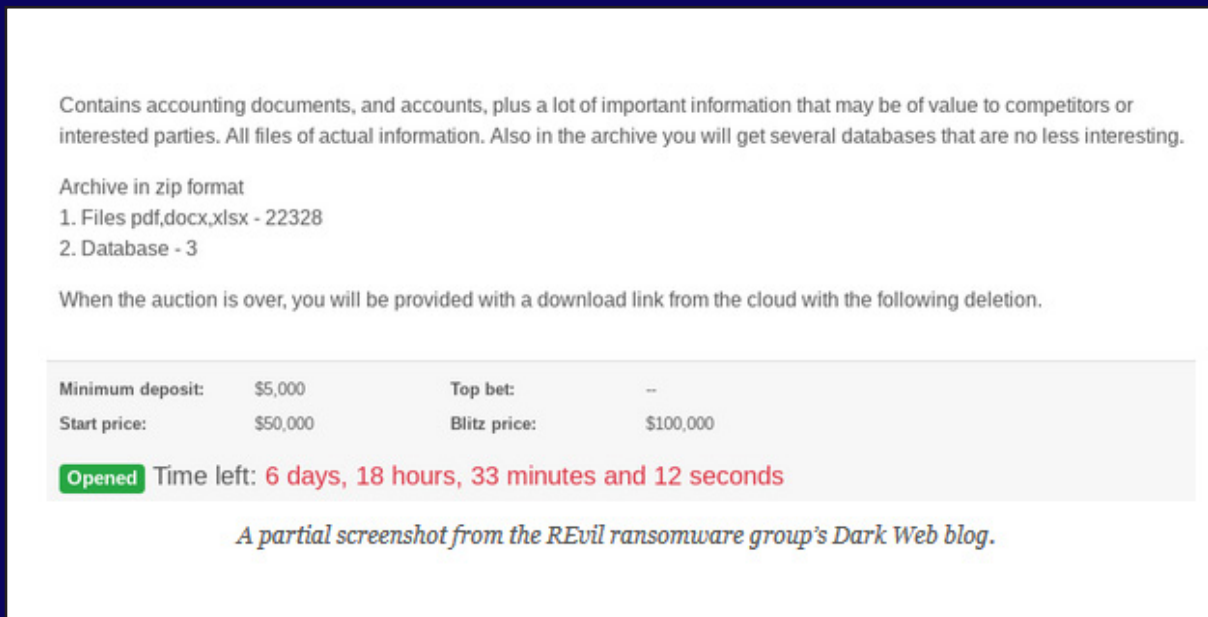 Contains accounting documents, and accounts, plus a lot of important information that may be of value to competitors or
interested parties. All files of actual information. Also in the archive you will get several databases that are no less interesting.
Archive in zip format
1. Files pdf,docx,xlsx - 22328
2. Database - 3
When the auction is over, you will be provided with a download link from the cloud with the following deletion.
Minimum deposit: $5,000 Top bet: --
Start price: $50,000 Blitz price: $100,000
Opened Time left: 6 days, 18 hours, 33 minutes and 12 seconds
A partial screenshot from the REvil ransomware group’s Dark Web blog.